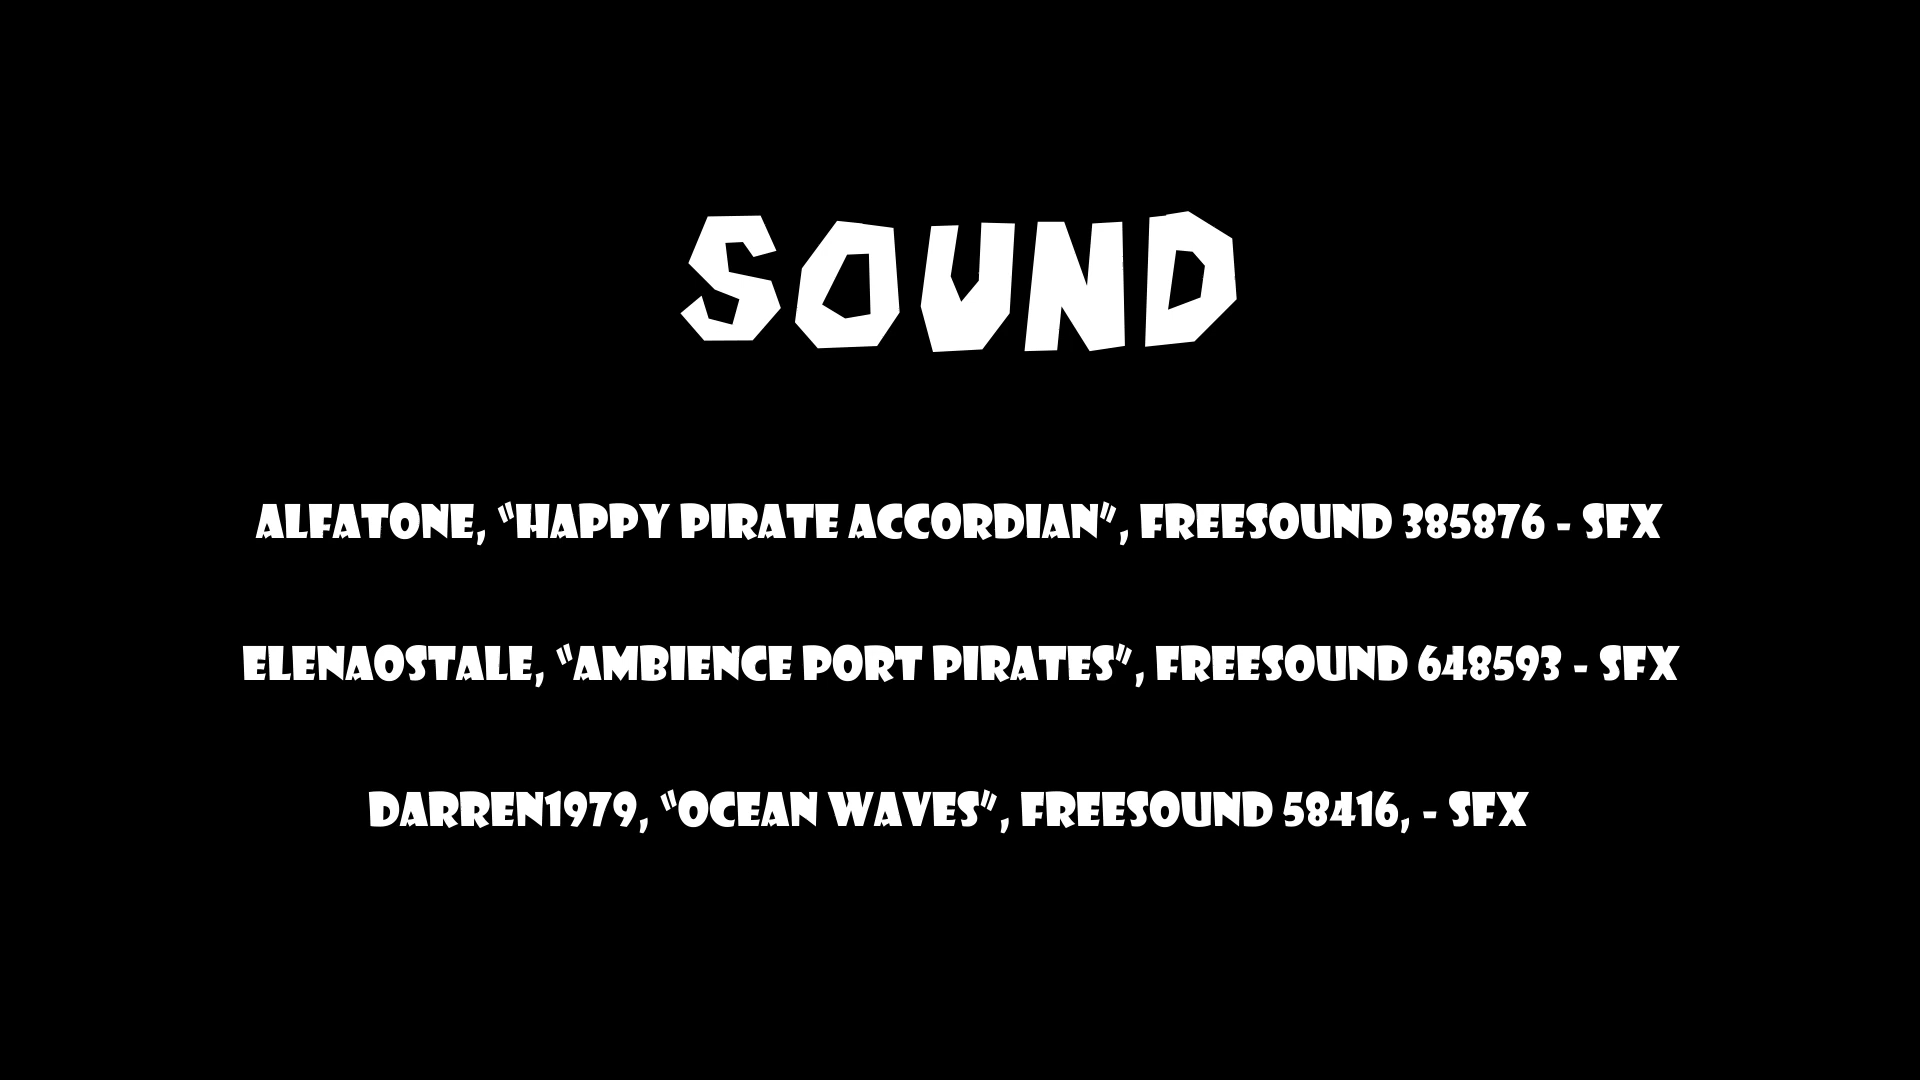 SOUND
ALFATONE, "HAPPY PIRATE ACCORDIAN", FREESOUND 385876 - SFX
ELENAOSTALE, "AMBIENCE PORT PIRATES", FREESOUND 648593 - SFX
DARREN1979, "OCEAN WAVES", FREESOUND 58416, - SFX